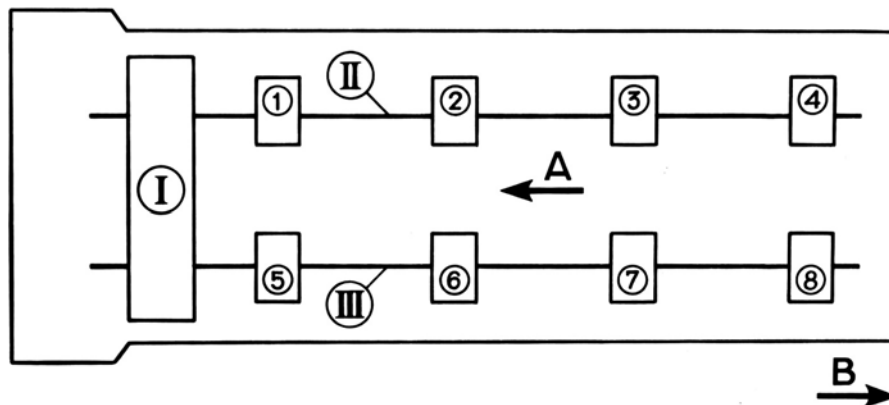 ① Ⅱ ② ③ ④
A
Ⅰ
⑤ Ⅲ ⑥ ⑦ ⑧
B